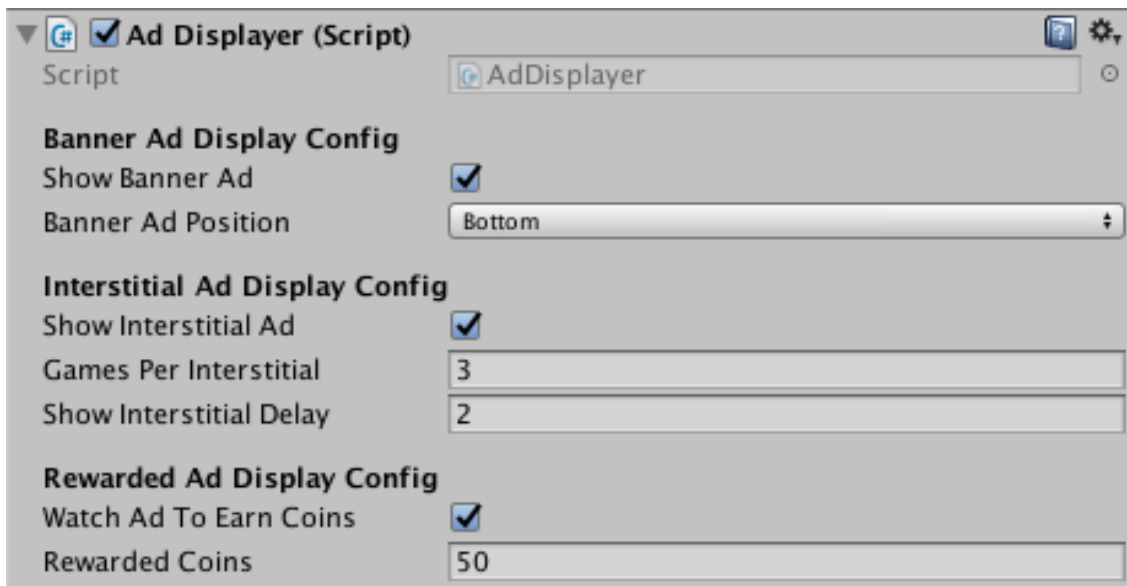 Ad Displayer (Script)
Script AdDisplayer
Banner Ad Display Config
Show Banner Ad
Banner Ad Position Bottom
Interstitial Ad Display Config
Show Interstitial Ad
Games Per Interstitial 3
Show Interstitial Delay 2
Rewarded Ad Display Config
Watch Ad To Earn Coins
Rewarded Coins 50